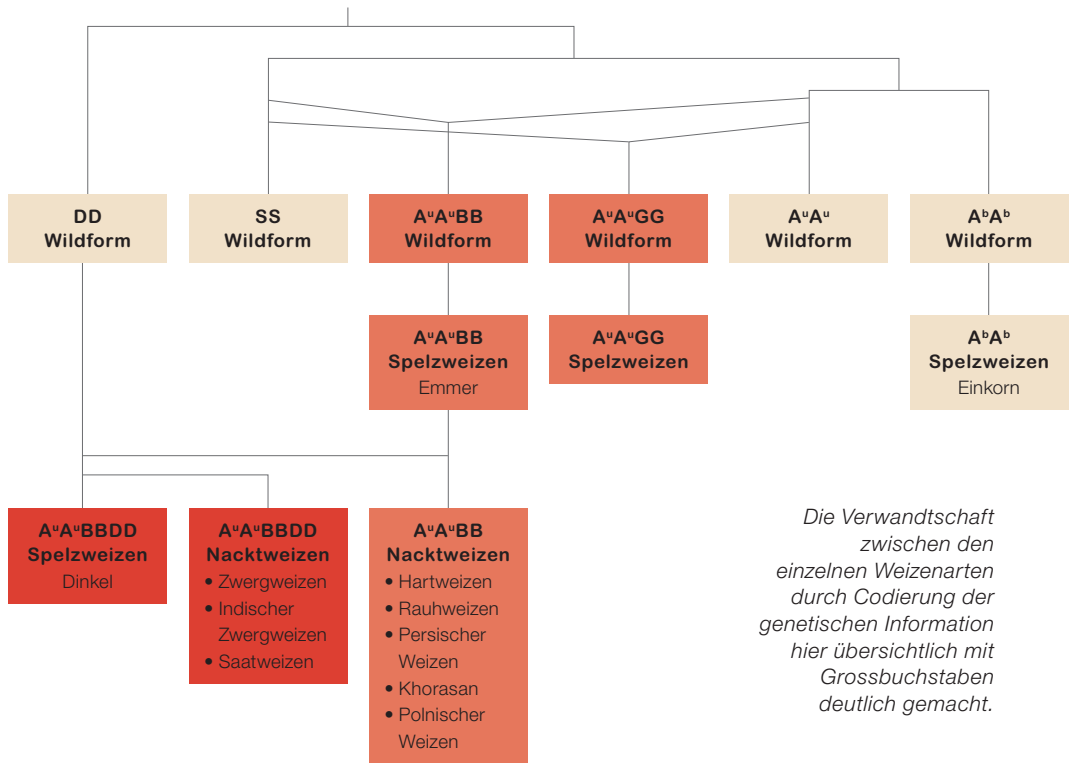 DD
Wildform
SS
Wildform
AᵘAᵘBB
Wildform
AᵘAᵘGG
Wildform
AᵘAᵘ
Wildform
AᵇAᵇ
Wildform
AᵘAᵘBB
Spelzweizen
Emmer
AᵘAᵘGG
Spelzweizen
AᵇAᵇ
Spelzweizen
Einkorn
AᵘAᵘBBDD
Spelzweizen
Dinkel
AᵘAᵘBBDD
Nacktweizen
• Zwergweizen
• Indischer
Zwergweizen
• Saatweizen
AᵘAᵘBB
Nacktweizen
• Hartweizen
• Rauhweizen
• Persischer
Weizen
• Khorasan
• Polnischer
Weizen
Die Verwandtschaft
zwischen den
einzelnen Weizenarten
durch Codierung der
genetischen Information
hier übersichtlich mit
Grossbuchstaben
deutlich gemacht.